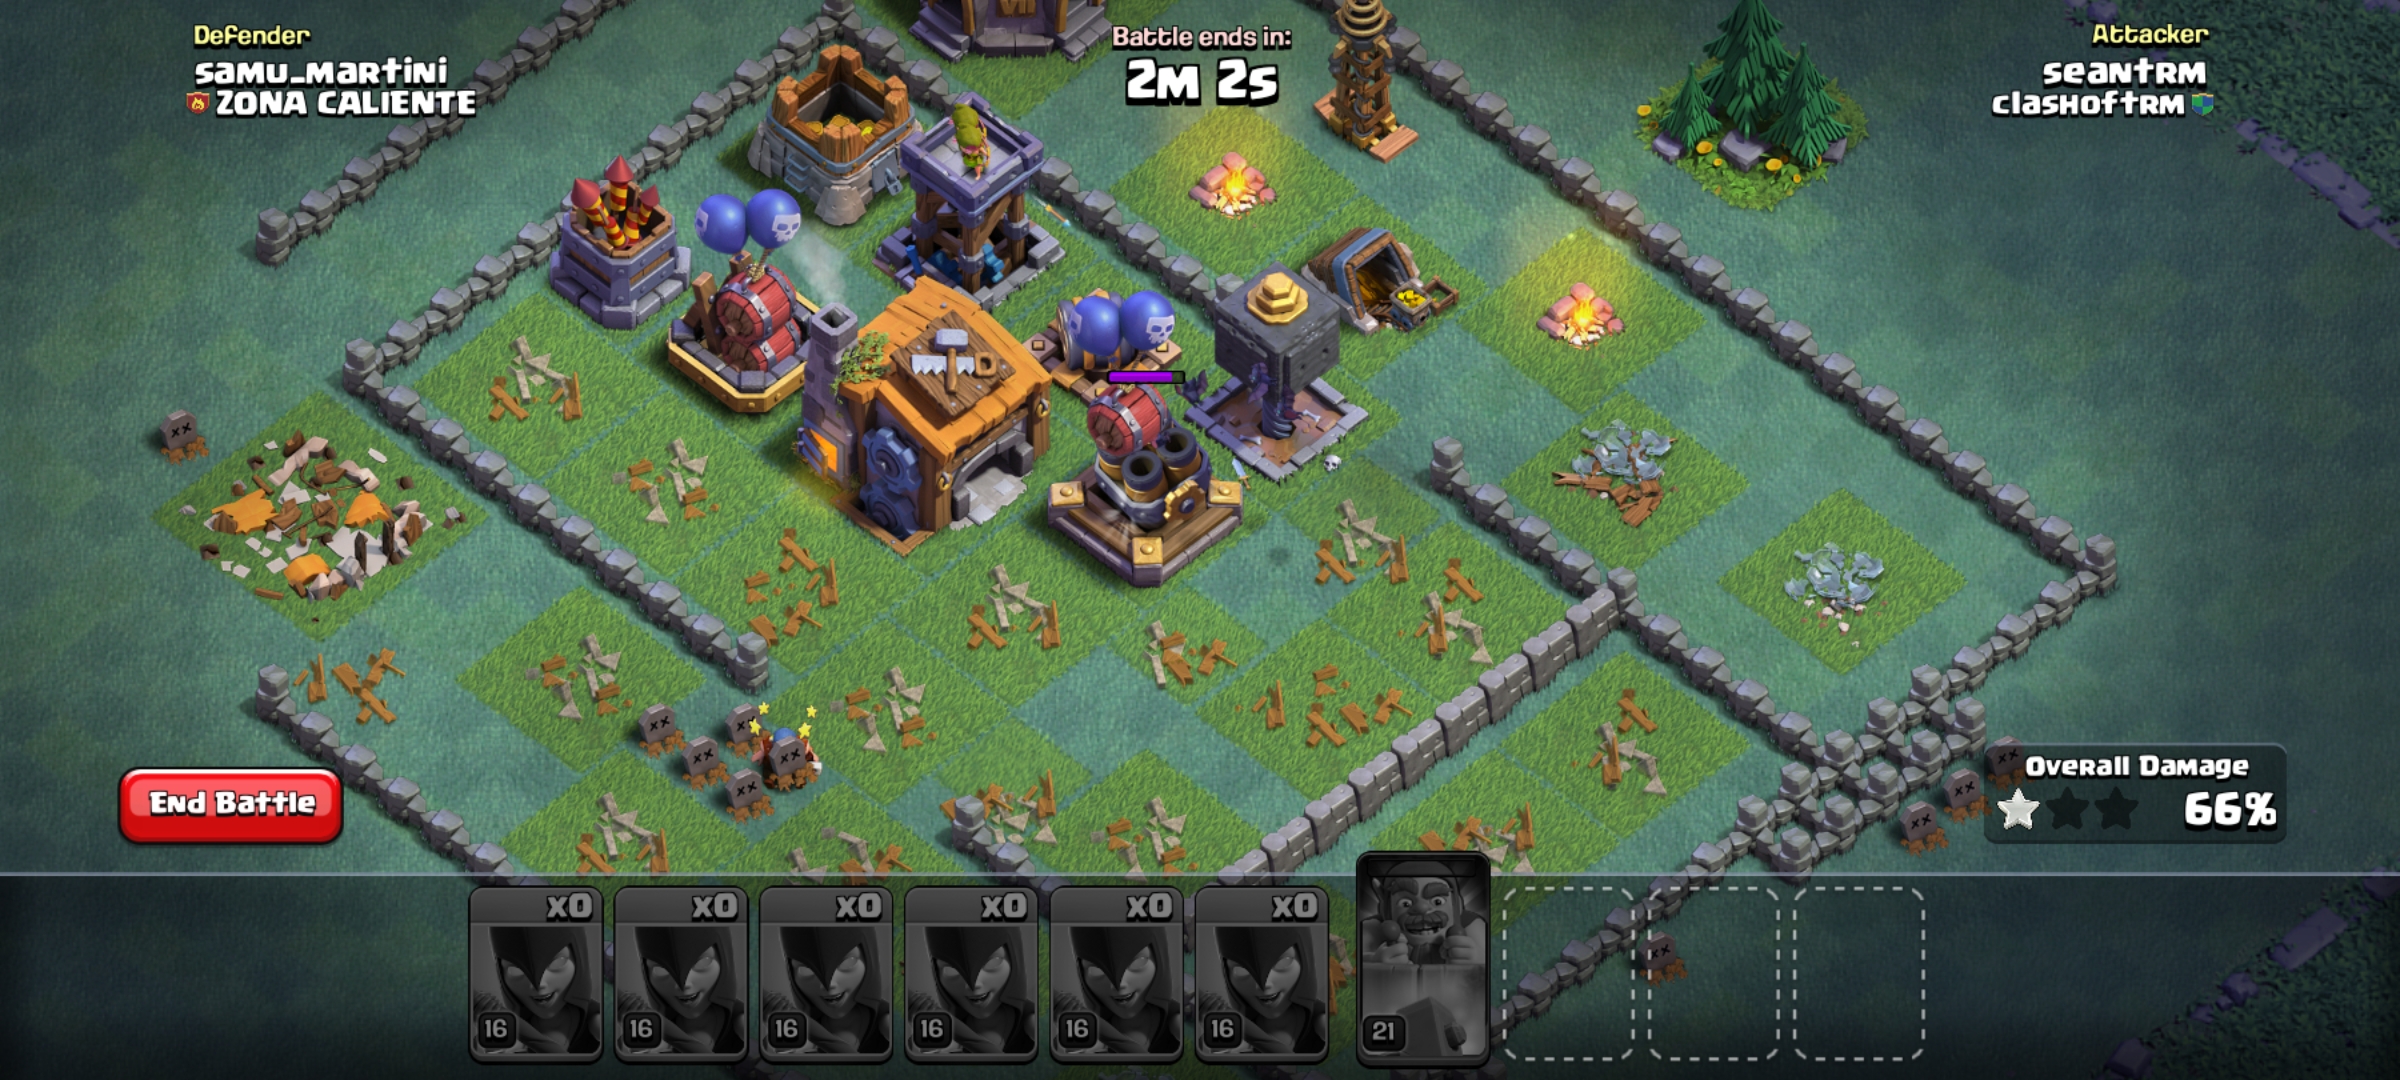 Defender
samu_martini
ZONA CALIENTE
Battle ends in:
2M 2s
Attacker
seantRM
clashoftRM
End Battle
Overall Damage
66%
x0
x0
x0
x0
x0
x0
16
16
16
16
16
16
21